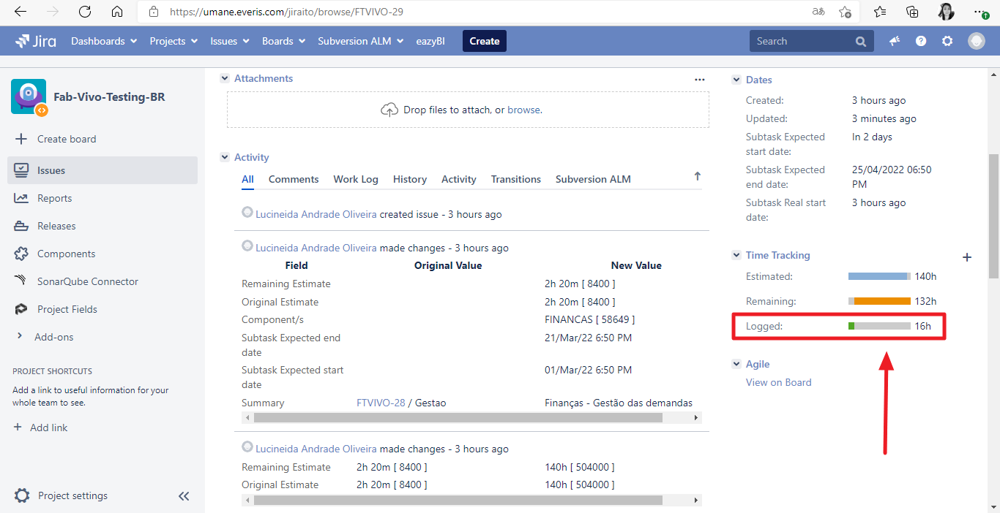 https://umane.everis.com/jiraito/browse/FTVIVO-29
Jira Dashboards Projects Issues Boards Subversion ALM eazyBI Create Search
Fab-Vivo-Testing-BR
Create board
Issues
Reports
Releases
Components
SonarQube Connector
Project Fields
Add-ons
PROJECT SHORTCUTS
Add a link to useful information for your
whole team to see.
Add link
Project settings
Attachments
Drop files to attach, or browse.
Activity
All Comments Work Log History Activity Transitions Subversion ALM
Lucineida Andrade Oliveira created issue - 3 hours ago
Lucineida Andrade Oliveira made changes - 3 hours ago
Field Original Value New Value
Remaining Estimate 2h 20m [ 8400 ]
Original Estimate 2h 20m [ 8400 ]
Component/s FINANCAS [ 58649 ]
Subtask Expected end 21/Mar/22 6:50 PM
date
Subtask Expected start 01/Mar/22 6:50 PM
date
Summary FTVIVO-28 / Gestao Finanças - Gestão das demandas
Lucineida Andrade Oliveira made changes - 3 hours ago
Remaining Estimate 2h 20m [ 8400 ] 140h [ 504000 ]
Original Estimate 2h 20m [ 8400 ] 140h [ 504000 ]
Dates
Created: 3 hours ago
Updated: 3 minutes ago
Subtask Expected In 2 days
start date:
Subtask Expected 25/04/2022 06:50
end date: PM
Subtask Real start 3 hours ago
date:
Time Tracking
Estimated: 140h
Remaining: 132h
Logged: 16h
Agile
View on Board